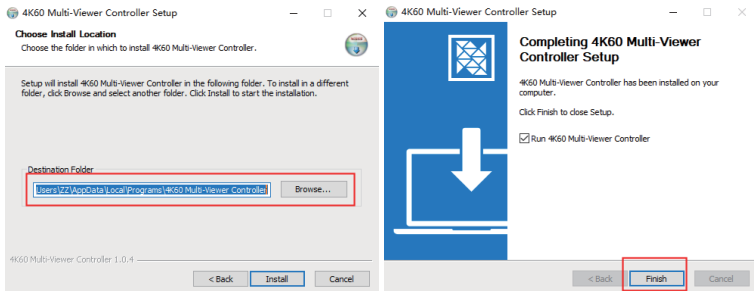 4K60 Multi-Viewer Controller Setup
Choose Install Location
Choose the folder in which to install 4K60 Multi-Viewer Controller.
Setup will install 4K60 Multi-Viewer Controller in the following folder. To install in a different
folder, click Browse and select another folder. Click Install to start the installation.
Destination Folder
Users\ZZ\AppData\Local\Programs\4K60 Multi-Viewer Controller
Browse...
4K60 Multi-Viewer Controller 1.0.4
< Back
Install
Cancel
4K60 Multi-Viewer Controller Setup
Completing 4K60 Multi-Viewer
Controller Setup
4K60 Multi-Viewer Controller has been installed on your
computer.
Click Finish to close Setup.
Run 4K60 Multi-Viewer Controller
< Back
Finish
Cancel